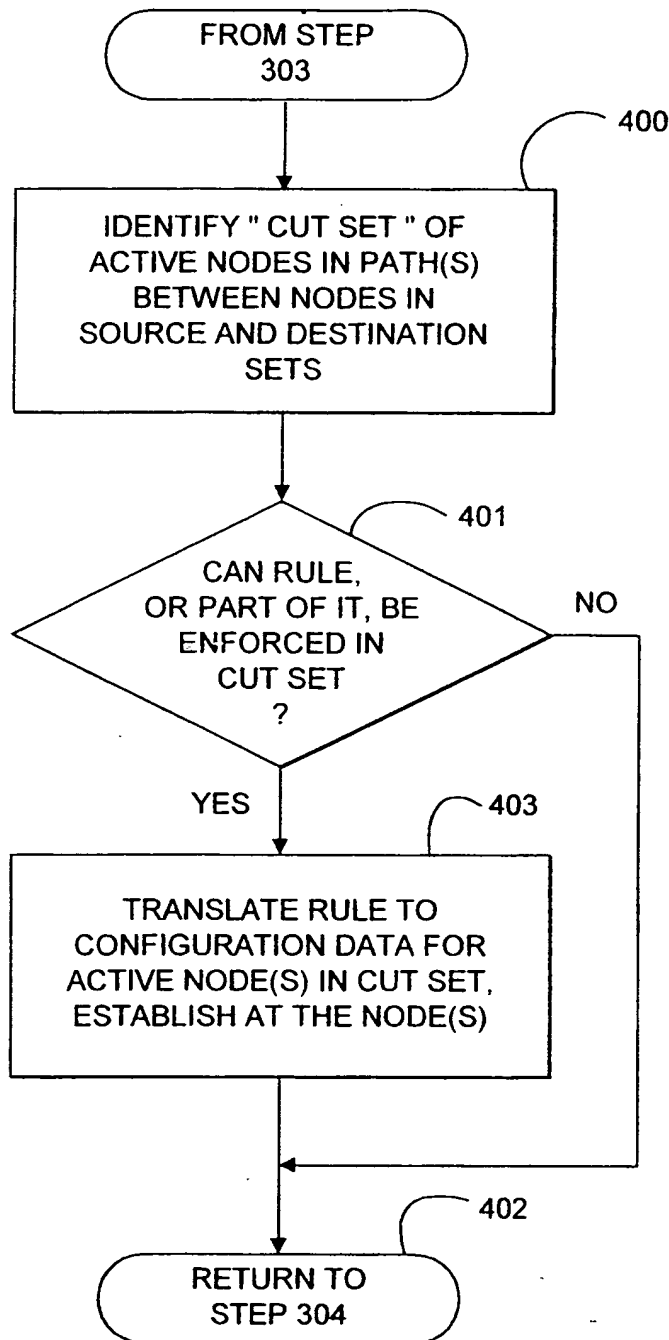 FROM STEP
303
400
IDENTIFY " CUT SET " OF
ACTIVE NODES IN PATH(S)
BETWEEN NODES IN
SOURCE AND DESTINATION
SETS
401
CAN RULE,
OR PART OF IT, BE
ENFORCED IN
CUT SET
?
NO
YES
403
TRANSLATE RULE TO
CONFIGURATION DATA FOR
ACTIVE NODE(S) IN CUT SET,
ESTABLISH AT THE NODE(S)
402
RETURN TO
STEP 304